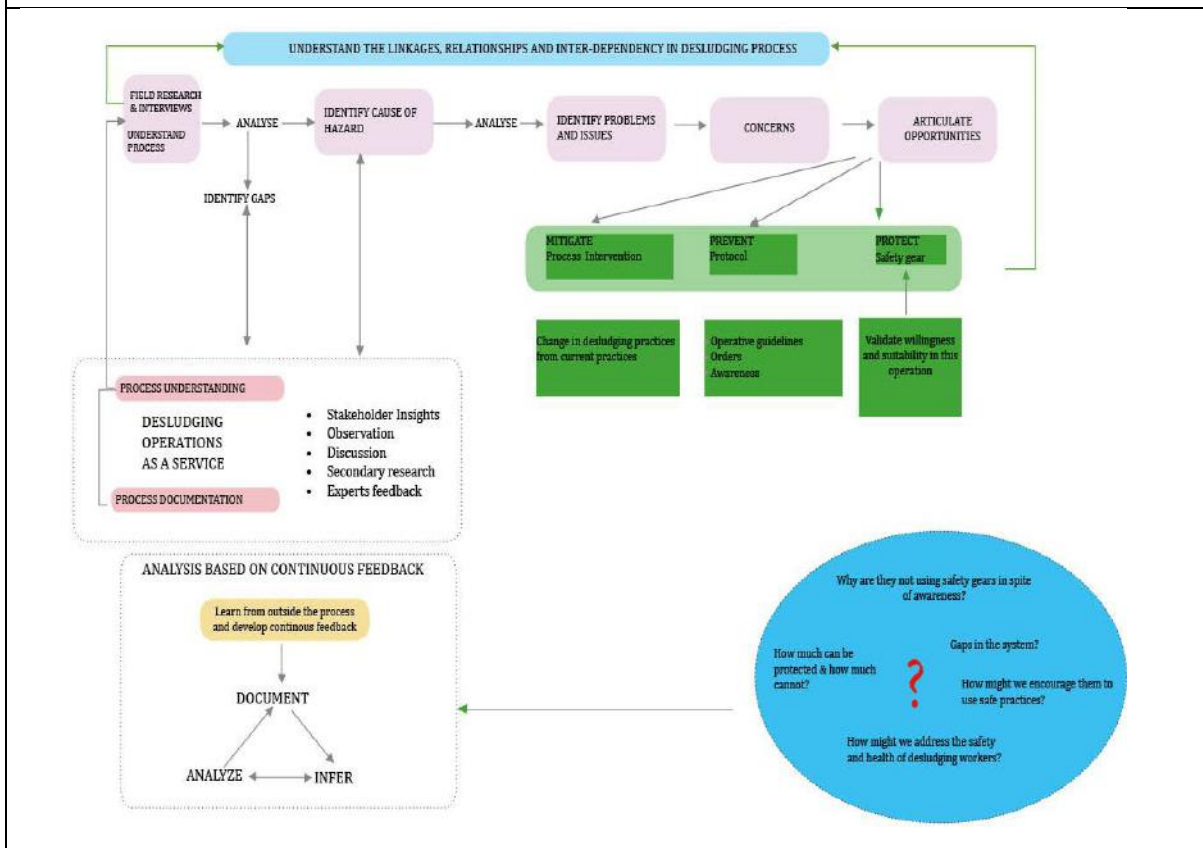 UNDERSTAND THE LINKAGES, RELATIONSHIPS AND INTER-DEPENDENCY IN DESLUDGING PROCESS
FIELD RESEARCH
& INTERVIEWS
UNDERSTAND
PROCESS
ANALYSE
IDENTIFY CAUSE OF
HAZARD
ANALYSE
IDENTIFY PROBLEMS
AND ISSUES
CONCERNS
ARTICULATE
OPPORTUNITIES
IDENTIFY GAPS
MITIGATE
Process Intervention
PREVENT
Protocol
PROTECT
Safety gear
Change in desludging practices
from current practices
Operative guidelines
Orders
Awareness
Validate willingness
and suitability in this
operation
PROCESS UNDERSTANDING
DESLUDGING
OPERATIONS
AS A SERVICE
PROCESS DOCUMENTATION
• Stakeholder Insights
• Observation
• Discussion
• Secondary research
• Experts feedback
ANALYSIS BASED ON CONTINUOUS FEEDBACK
Learn from outside the process
and develop continous feedback
DOCUMENT
ANALYZE
INFER
Why are they not using safety gears in spite
of awareness?
How much can be
protected & how much
cannot?
Gaps in the system?
?
How might we encourage them to
use safe practices?
How might we address the safety
and health of desludging workers?